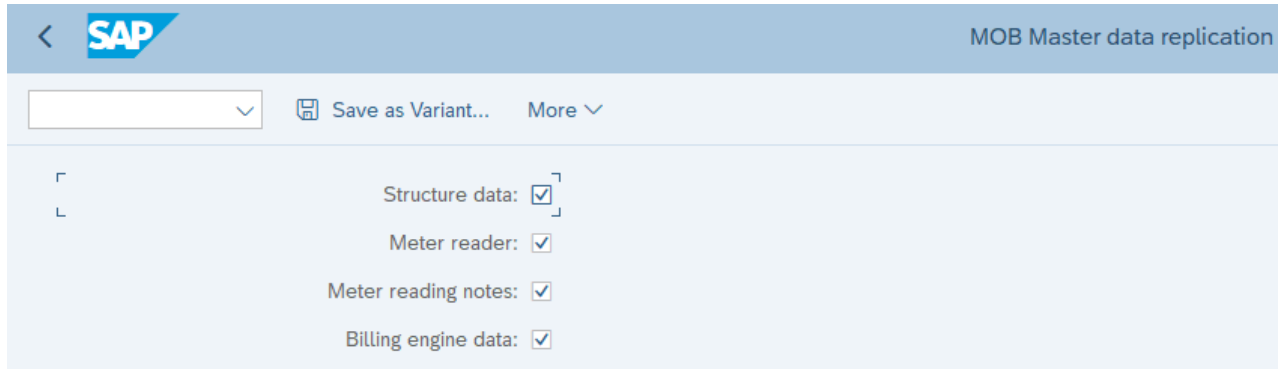 SAP
MOB Master data replication
Save as Variant... More
Structure data:
Meter reader:
Meter reading notes:
Billing engine data: